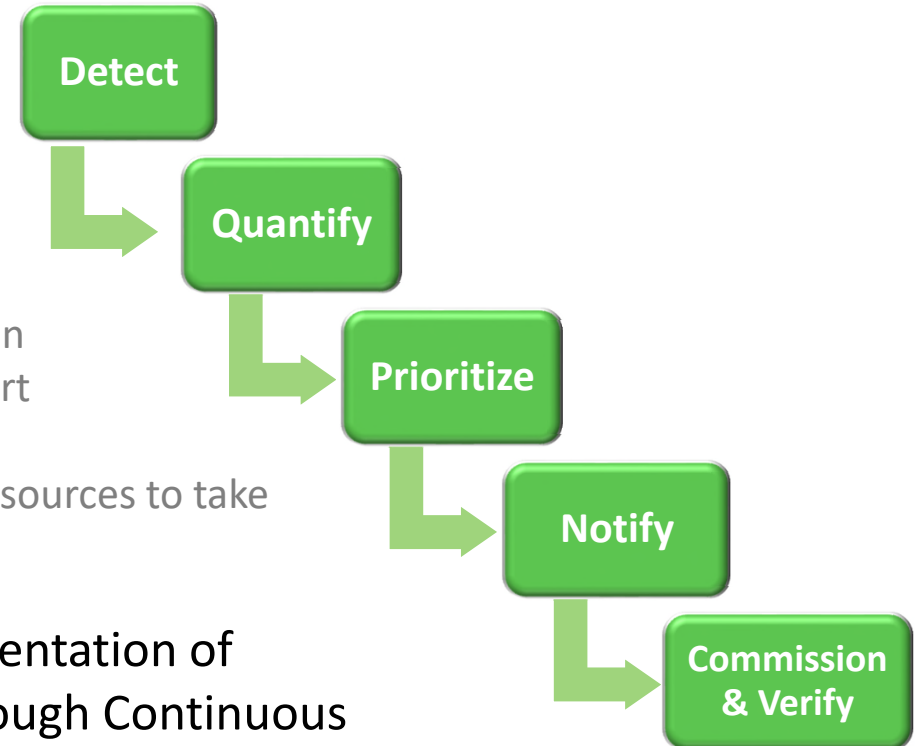 Detect
Quantify
n
rt
Prioritize
sources to take
Notify
entation of
ough Continuous
Commission
& Verify